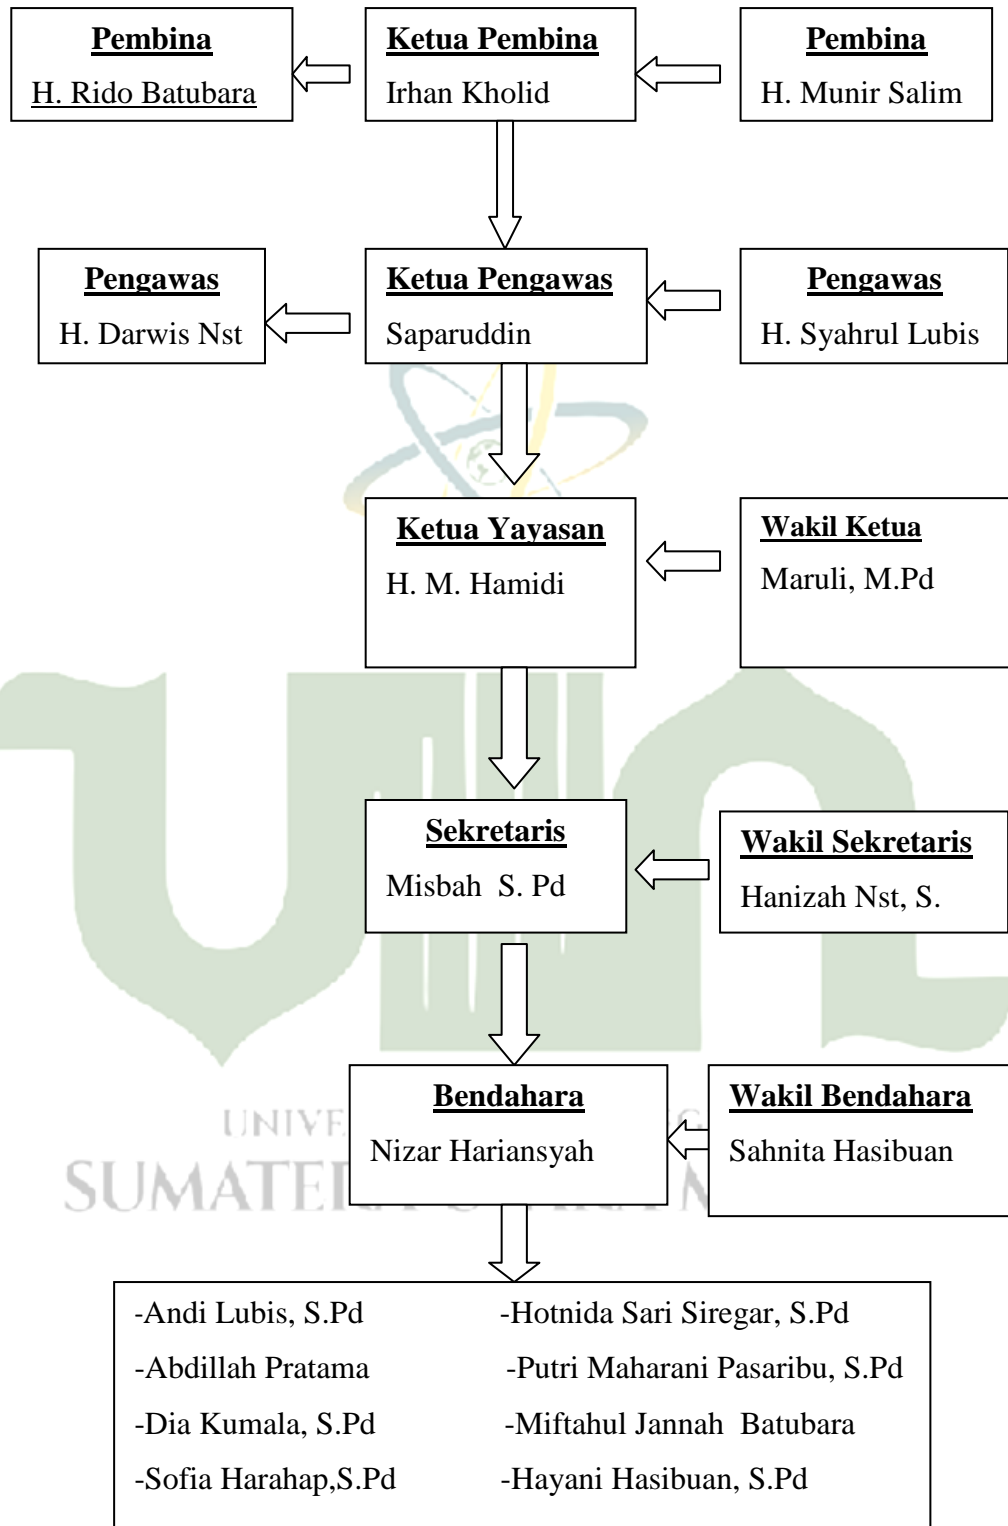 Pembina
H. Rido Batubara
Ketua Pembina
Irhan Kholid
Pembina
H. Munir Salim
Pengawas
H. Darwis Nst
Ketua Pengawas
Saparuddin
Pengawas
H. Syahrul Lubis
Ketua Yayasan
H. M. Hamidi
Wakil Ketua
Maruli, M.Pd
Sekretaris
Misbah  S. Pd
Wakil Sekretaris
Hanizah Nst, S.
Bendahara
Nizar Hariansyah
Wakil Bendahara
Sahnita Hasibuan
SUMATERA
-Andi Lubis, S.Pd -Hotnida Sari Siregar, S.Pd
-Abdillah Pratama -Putri Maharani Pasaribu, S.Pd
-Dia Kumala, S.Pd -Miftahul Jannah  Batubara
-Sofia Harahap,S.Pd -Hayani Hasibuan, S.Pd